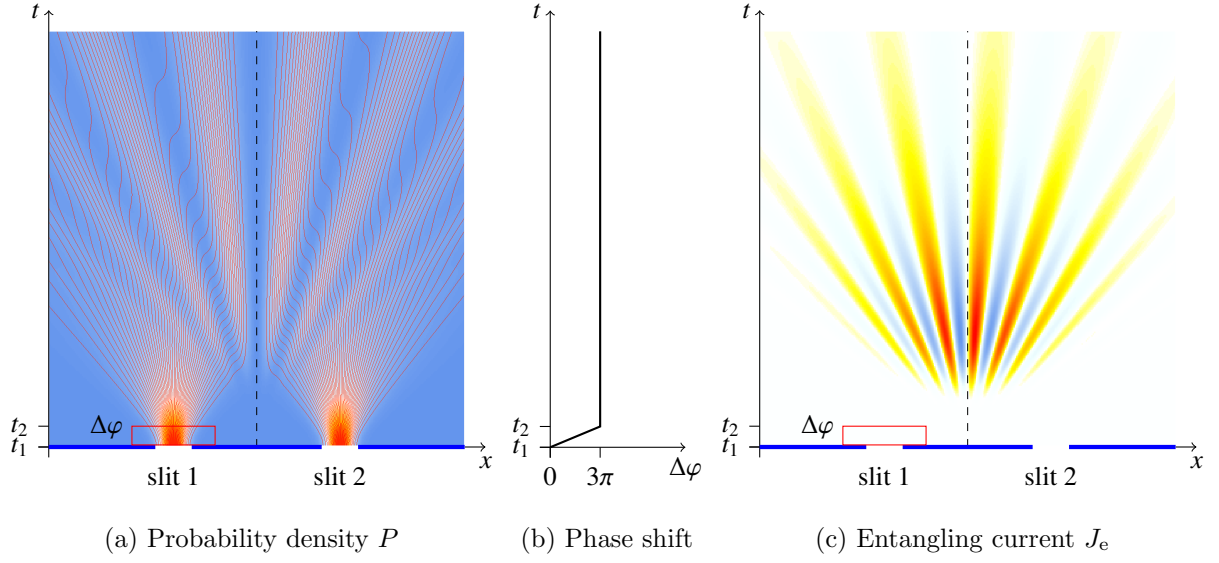 t
t₂
t₁
Δφ
x
slit 1
slit 2
(a) Probability density P
t
t₂
t₁
0
3π
Δφ
(b) Phase shift
t
t₂
t₁
Δφ
x
slit 1
slit 2
(c) Entangling current Jₑ